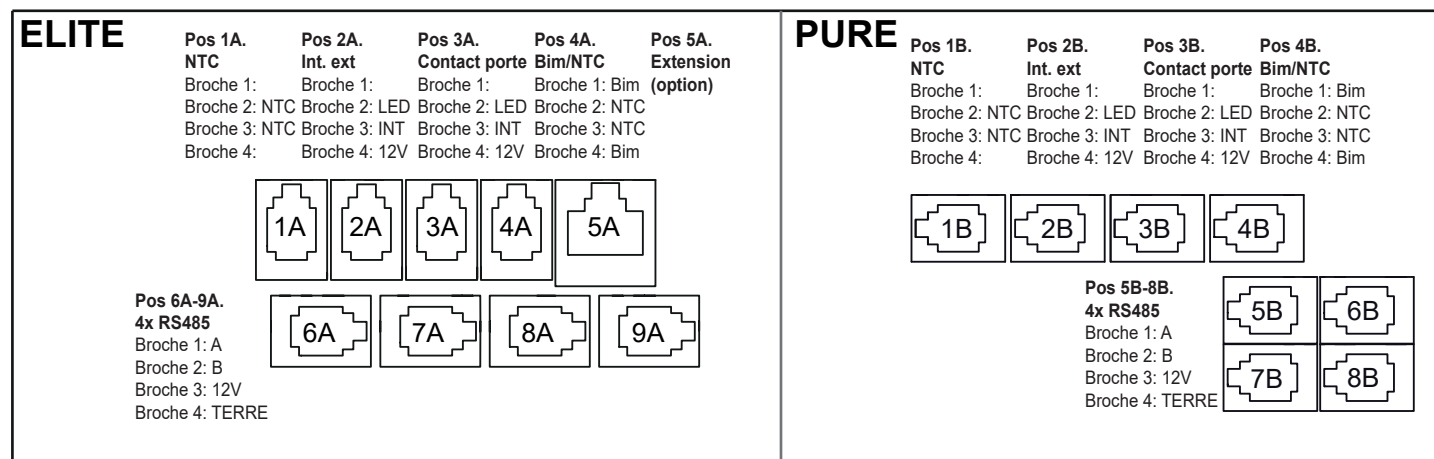 ELITE
Pos 1A.
NTC
Broche 1:
Broche 2: NTC
Broche 3: NTC
Broche 4:
Pos 2A.
Int. ext
Broche 1:
Broche 2: LED
Broche 3: INT
Broche 4: 12V
Pos 3A.
Contact porte
Broche 1:
Broche 2: LED
Broche 3: INT
Broche 4: 12V
Pos 4A.
Bim/NTC
Broche 1: Bim
Broche 2: NTC
Broche 3: NTC
Broche 4: Bim
Pos 5A.
Extension
(option)
1A 2A 3A 4A 5A
Pos 6A-9A.
4x RS485
Broche 1: A
Broche 2: B
Broche 3: 12V
Broche 4: TERRE
6A 7A 8A 9A
PURE
Pos 1B.
NTC
Broche 1:
Broche 2: NTC
Broche 3: NTC
Broche 4:
Pos 2B.
Int. ext
Broche 1:
Broche 2: LED
Broche 3: INT
Broche 4: 12V
Pos 3B.
Contact porte
Broche 1:
Broche 2: LED
Broche 3: INT
Broche 4: 12V
Pos 4B.
Bim/NTC
Broche 1: Bim
Broche 2: NTC
Broche 3: NTC
Broche 4: Bim
1B 2B 3B 4B
Pos 5B-8B.
4x RS485
Broche 1: A
Broche 2: B
Broche 3: 12V
Broche 4: TERRE
5B 6B
7B 8B